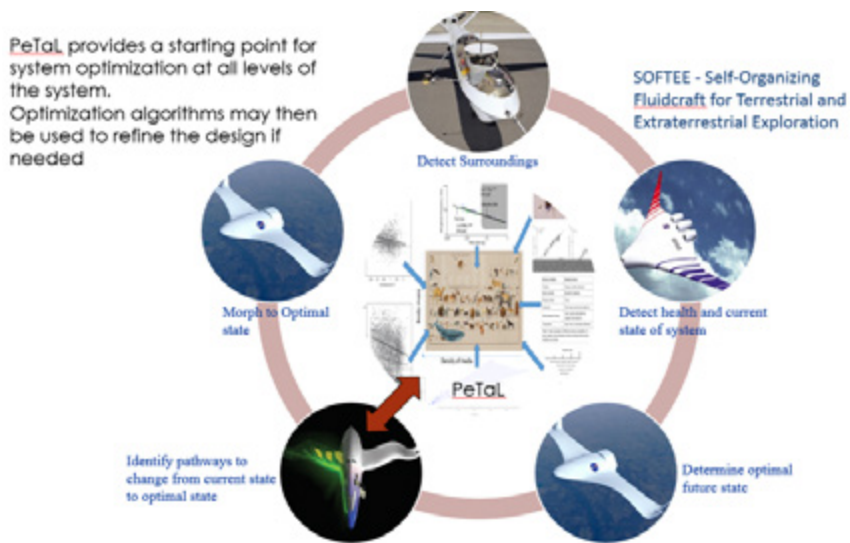 PeTaL provides a starting point for
system optimization at all levels of
the system.
Optimization algorithms may then
be used to refine the design if
needed
SOFTEE - Self-Organizing
Fluidcraft for Terrestrial and
Extraterrestrial Exploration
Detect Surroundings
Morph to Optimal
state
Detect health and current
state of system
PeTaL
Identify pathways to
change from current state
to optimal state
Determine optimal
future state